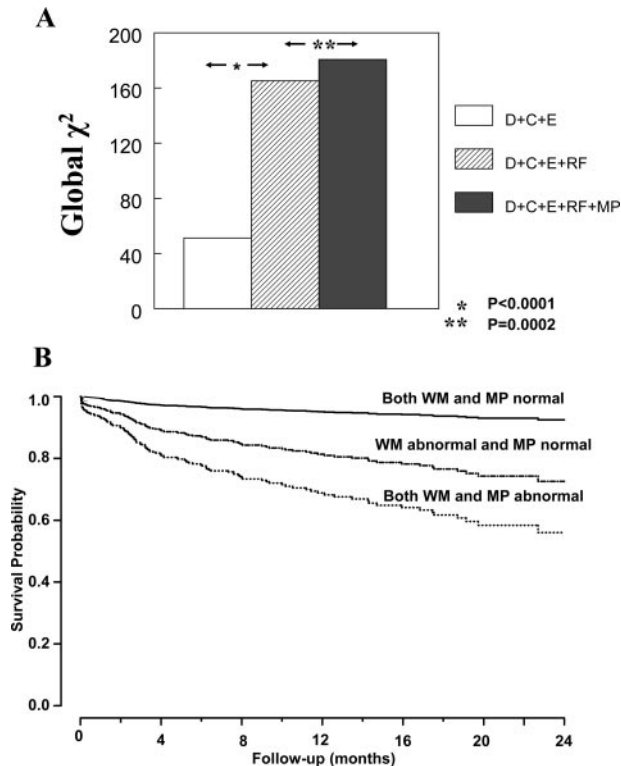 A
Global χ²
200
160
120
80
40
0
*
**
D+C+E
D+C+E+RF
D+C+E+RF+MP
* P<0.0001
** P=0.0002
B
Survival Probability
1.0
0.8
0.6
0.4
0.2
0.0
Both WM and MP normal
WM abnormal and MP normal
Both WM and MP abnormal
0 4 8 12 16 20 24
Follow-up (months)